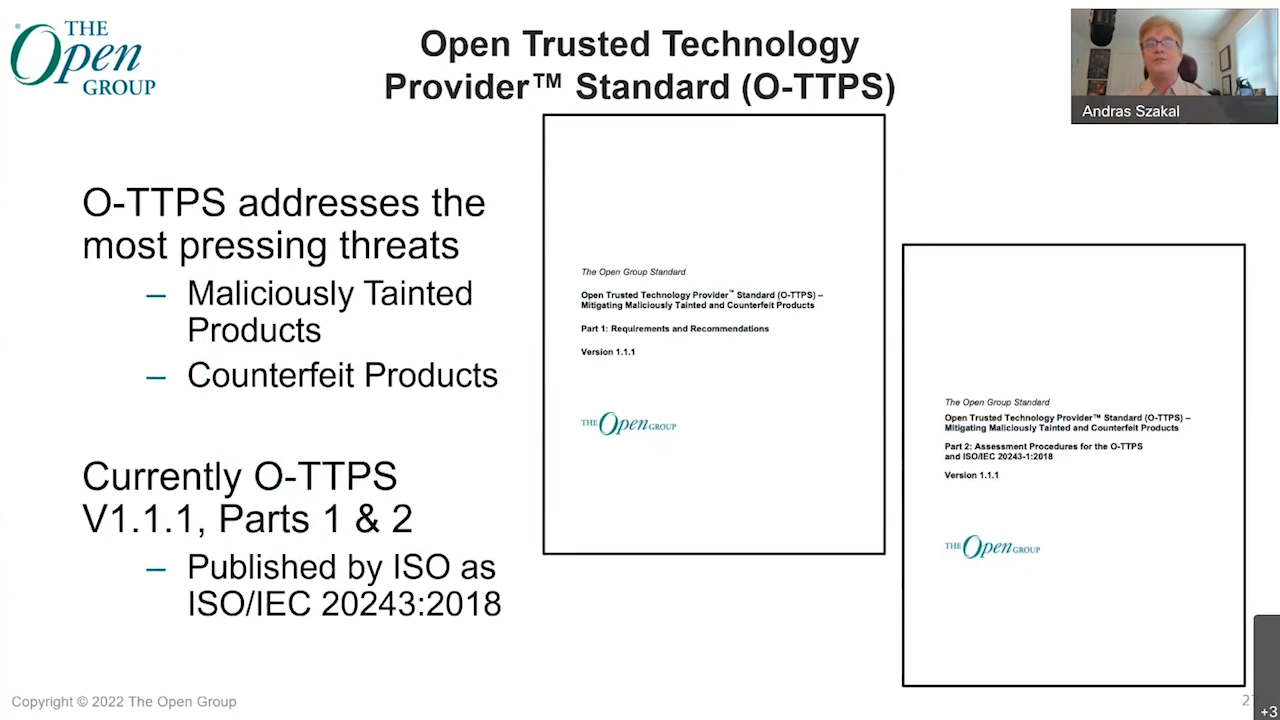 THE
Open
GROUP
Open Trusted Technology
Provider™ Standard (O-TTPS)
Andras Szakal
O-TTPS addresses the
most pressing threats
– Maliciously Tainted
Products
– Counterfeit Products
Currently O-TTPS
V1.1.1, Parts 1 & 2
– Published by ISO as
ISO/IEC 20243:2018
The Open Group Standard
Open Trusted Technology Provider™ Standard (O-TTPS) –
Mitigating Maliciously Tainted and Counterfeit Products
Part 1: Requirements and Recommendations
Version 1.1.1
THE Open GROUP
The Open Group Standard
Open Trusted Technology Provider™ Standard (O-TTPS) –
Mitigating Maliciously Tainted and Counterfeit Products
Part 2: Assessment Procedures for the O-TTPS
and ISO/IEC 20243-1:2018
Version 1.1.1
THE Open GROUP
Copyright © 2022 The Open Group
+3